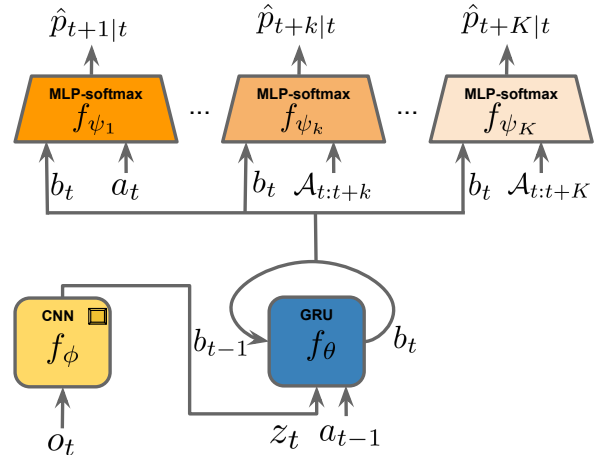 p̂_{t+1|t} p̂_{t+k|t} p̂_{t+K|t}
MLP-softmax MLP-softmax MLP-softmax
f_{ψ_1} ... f_{ψ_k} ... f_{ψ_K}
b_t a_t b_t 𝒜_{t:t+k} b_t 𝒜_{t:t+K}
CNN GRU
f_ϕ b_{t−1} f_θ b_t
o_t z_t a_{t−1}